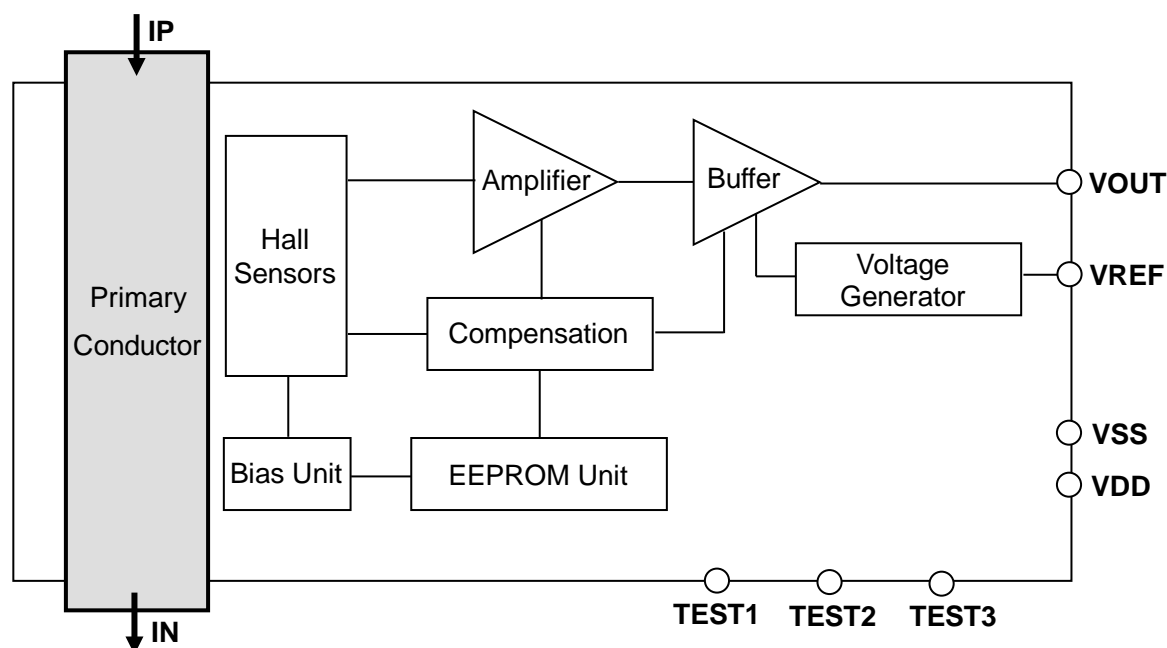 IP
Amplifier
Buffer
VOUT
Hall
Sensors
Voltage
Generator
VREF
Primary
Conductor
Compensation
VSS
Bias Unit
EEPROM Unit
VDD
TEST1
TEST2
TEST3
IN